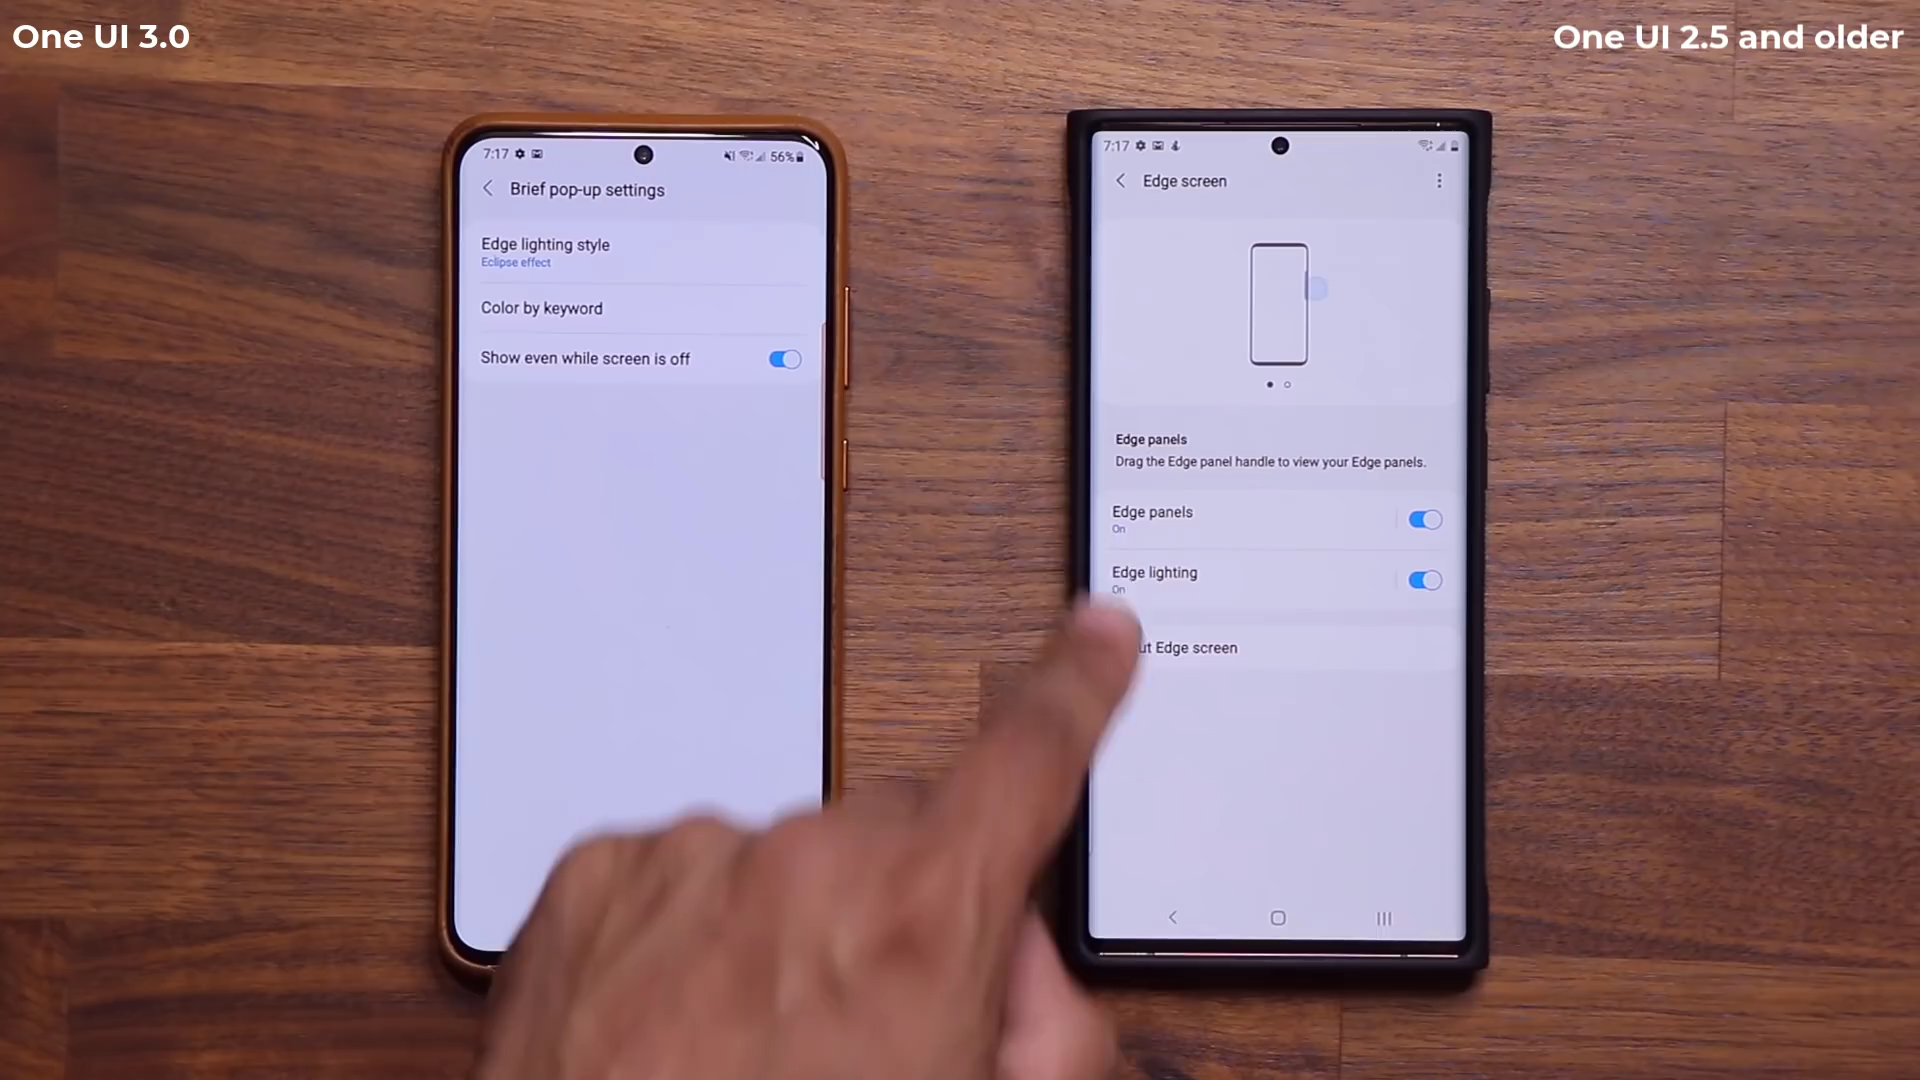 One UI 3.0
One UI 2.5 and older
7:17
56%
Brief pop-up settings
Edge lighting style
Eclipse effect
Color by keyword
Show even while screen is off
7:17
Edge screen
Edge panels
Drag the Edge panel handle to view your Edge panels.
Edge panels
On
Edge lighting
On
ut Edge screen